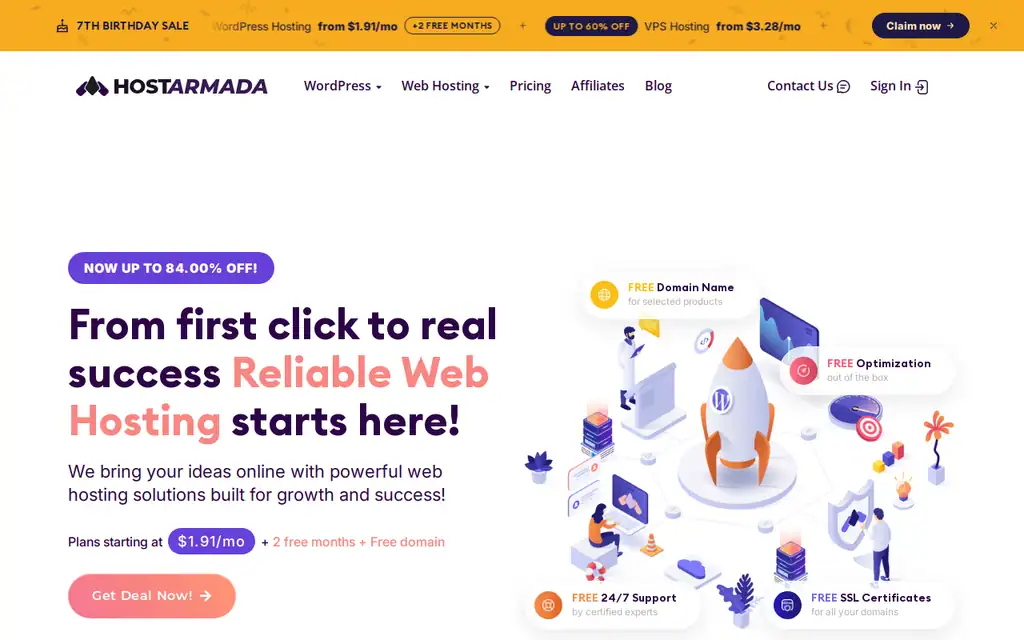 7TH BIRTHDAY SALE
WordPress Hosting from $1.91/mo +2 FREE MONTHS + UP TO 60% OFF VPS Hosting from $3.28/mo +
Claim now →
×
HOSTARMADA
WordPress
Web Hosting
Pricing
Affiliates
Blog
Contact Us
Sign In
NOW UP TO 84.00% OFF!
From first click to real
success Reliable Web
Hosting starts here!
We bring your ideas online with powerful web
hosting solutions built for growth and success!
Plans starting at $1.91/mo + 2 free months + Free domain
Get Deal Now! →
FREE Domain Name
for selected products
FREE Optimization
out of the box
FREE 24/7 Support
by certified experts
FREE SSL Certificates
for all your domains